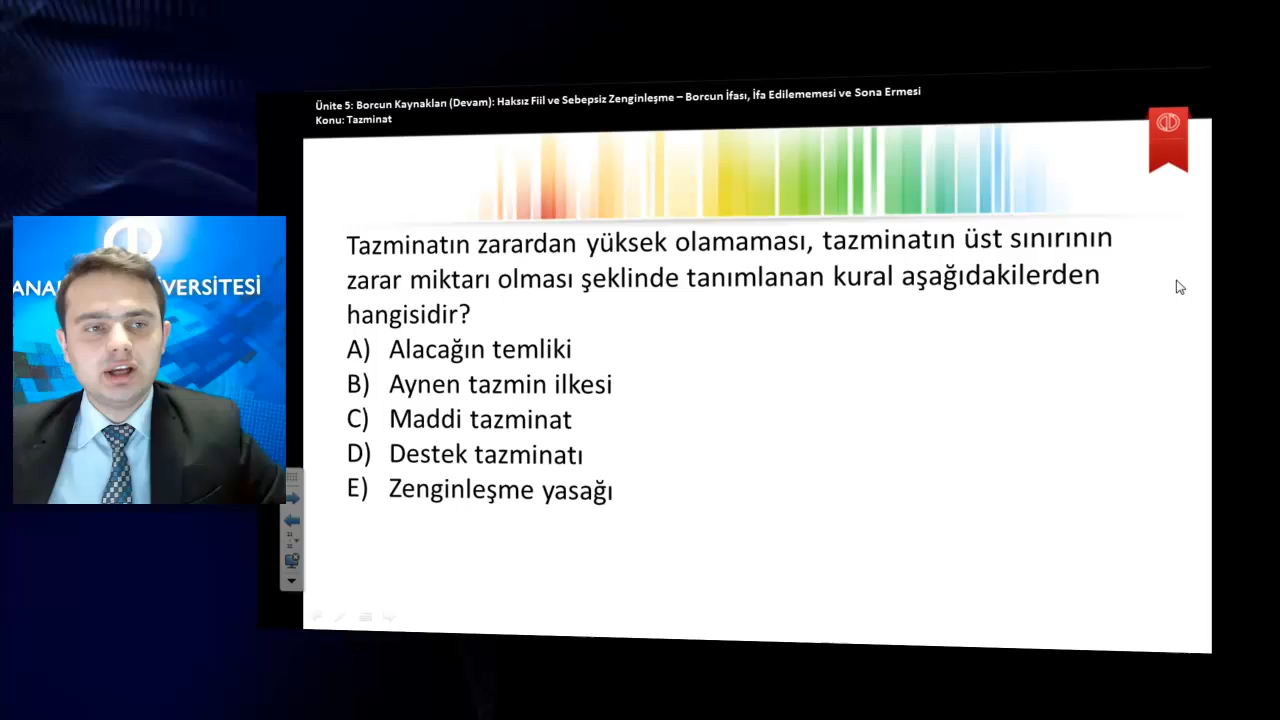 Ünite 5: Borcun Kaynakları (Devam): Haksız Fiil ve Sebepsiz Zenginleşme – Borcun İfası, İfa Edilememesi ve Sona Ermesi
Konu: Tazminat
Tazminatın zarardan yüksek olamaması, tazminatın üst sınırının
zarar miktarı olması şeklinde tanımlanan kural aşağıdakilerden
hangisidir?
A) Alacağın temliki
B) Aynen tazmin ilkesi
C) Maddi tazminat
D) Destek tazminatı
E) Zenginleşme yasağı
ANA VERSİTESİ